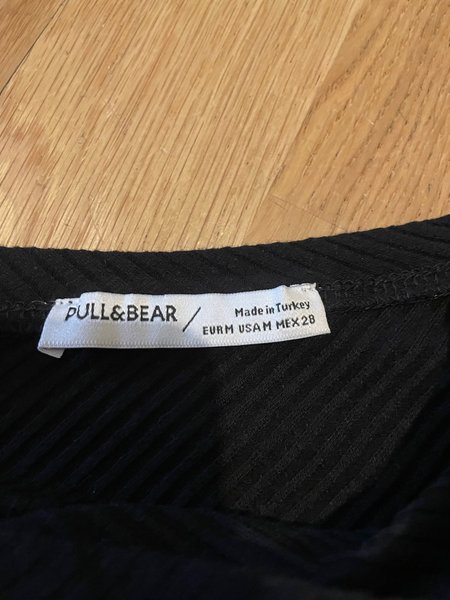 PULL&BEAR /
Made in Turkey
EUR M USA M MEX 28